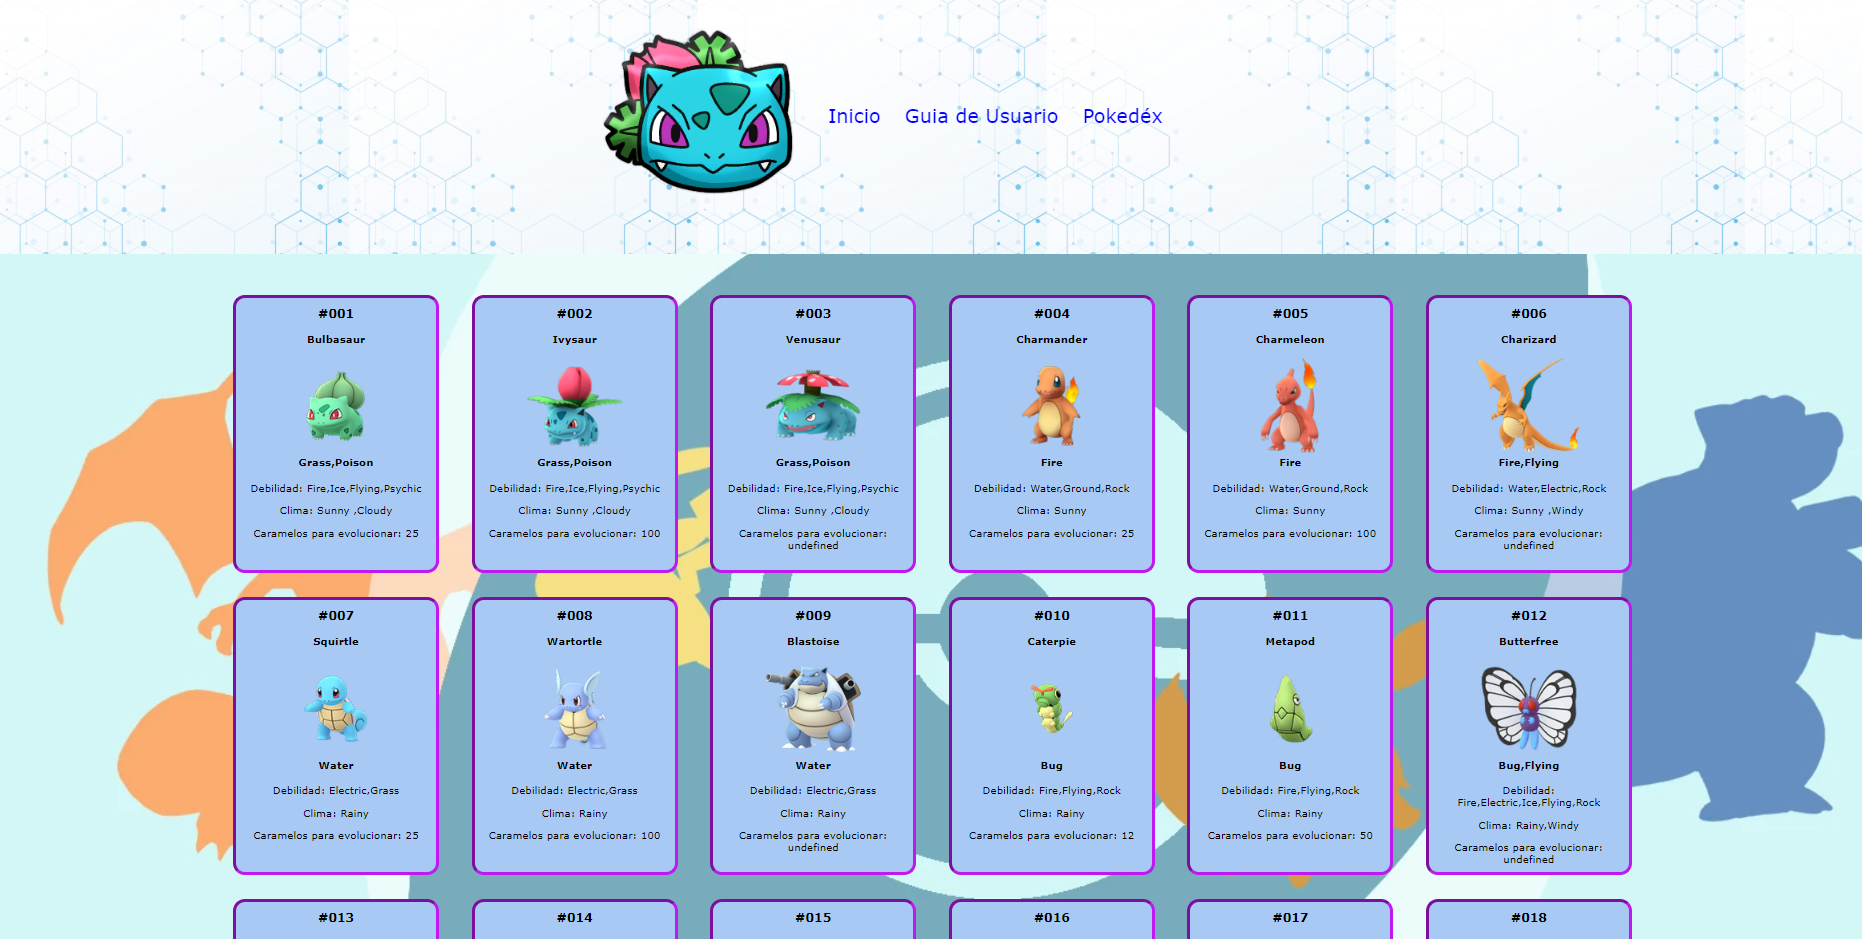 Inicio Guia de Usuario Pokedéx
#001
Bulbasaur
Grass,Poison
Debilidad: Fire,Ice,Flying,Psychic
Clima: Sunny ,Cloudy
Caramelos para evolucionar: 25
#002
Ivysaur
Grass,Poison
Debilidad: Fire,Ice,Flying,Psychic
Clima: Sunny ,Cloudy
Caramelos para evolucionar: 100
#003
Venusaur
Grass,Poison
Debilidad: Fire,Ice,Flying,Psychic
Clima: Sunny ,Cloudy
Caramelos para evolucionar:
undefined
#004
Charmander
Fire
Debilidad: Water,Ground,Rock
Clima: Sunny
Caramelos para evolucionar: 25
#005
Charmeleon
Fire
Debilidad: Water,Ground,Rock
Clima: Sunny
Caramelos para evolucionar: 100
#006
Charizard
Fire,Flying
Debilidad: Water,Electric,Rock
Clima: Sunny ,Windy
Caramelos para evolucionar:
undefined
#007
Squirtle
Water
Debilidad: Electric,Grass
Clima: Rainy
Caramelos para evolucionar: 25
#008
Wartortle
Water
Debilidad: Electric,Grass
Clima: Rainy
Caramelos para evolucionar: 100
#009
Blastoise
Water
Debilidad: Electric,Grass
Clima: Rainy
Caramelos para evolucionar:
undefined
#010
Caterpie
Bug
Debilidad: Fire,Flying,Rock
Clima: Rainy
Caramelos para evolucionar: 12
#011
Metapod
Bug
Debilidad: Fire,Flying,Rock
Clima: Rainy
Caramelos para evolucionar: 50
#012
Butterfree
Bug,Flying
Debilidad:
Fire,Electric,Ice,Flying,Rock
Clima: Rainy,Windy
Caramelos para evolucionar:
undefined
#013
#014
#015
#016
#017
#018